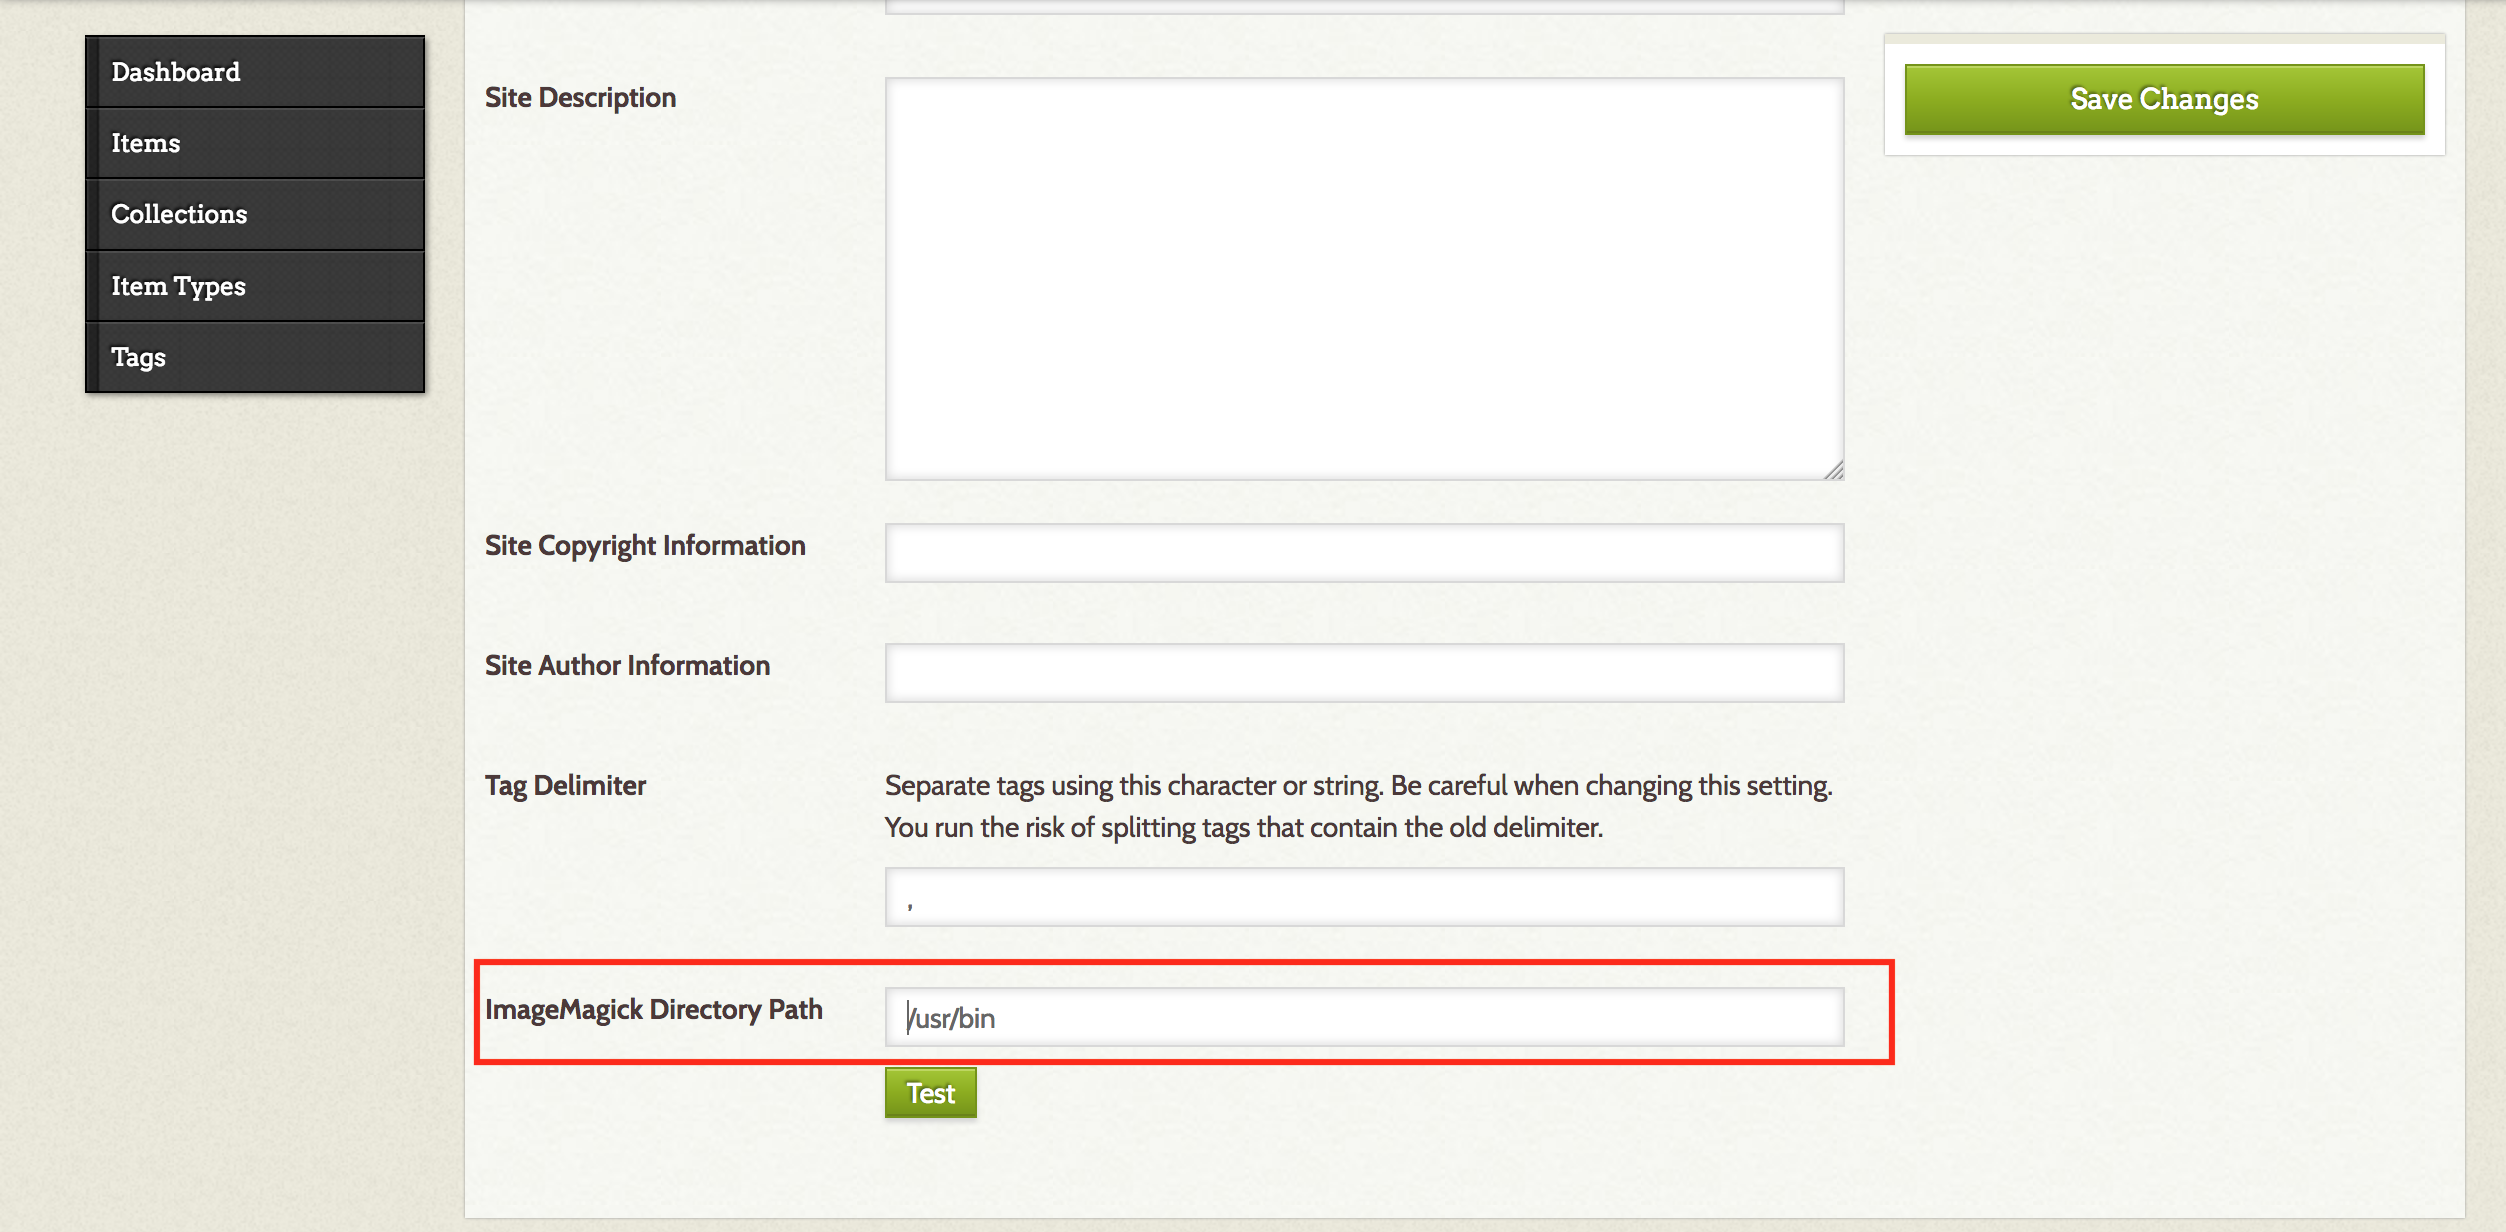 Dashboard
Items
Collections
Item Types
Tags
Site Description
Site Copyright Information
Site Author Information
Tag Delimiter
Separate tags using this character or string. Be careful when changing this setting.
You run the risk of splitting tags that contain the old delimiter.
,
ImageMagick Directory Path
/usr/bin
Test
Save Changes